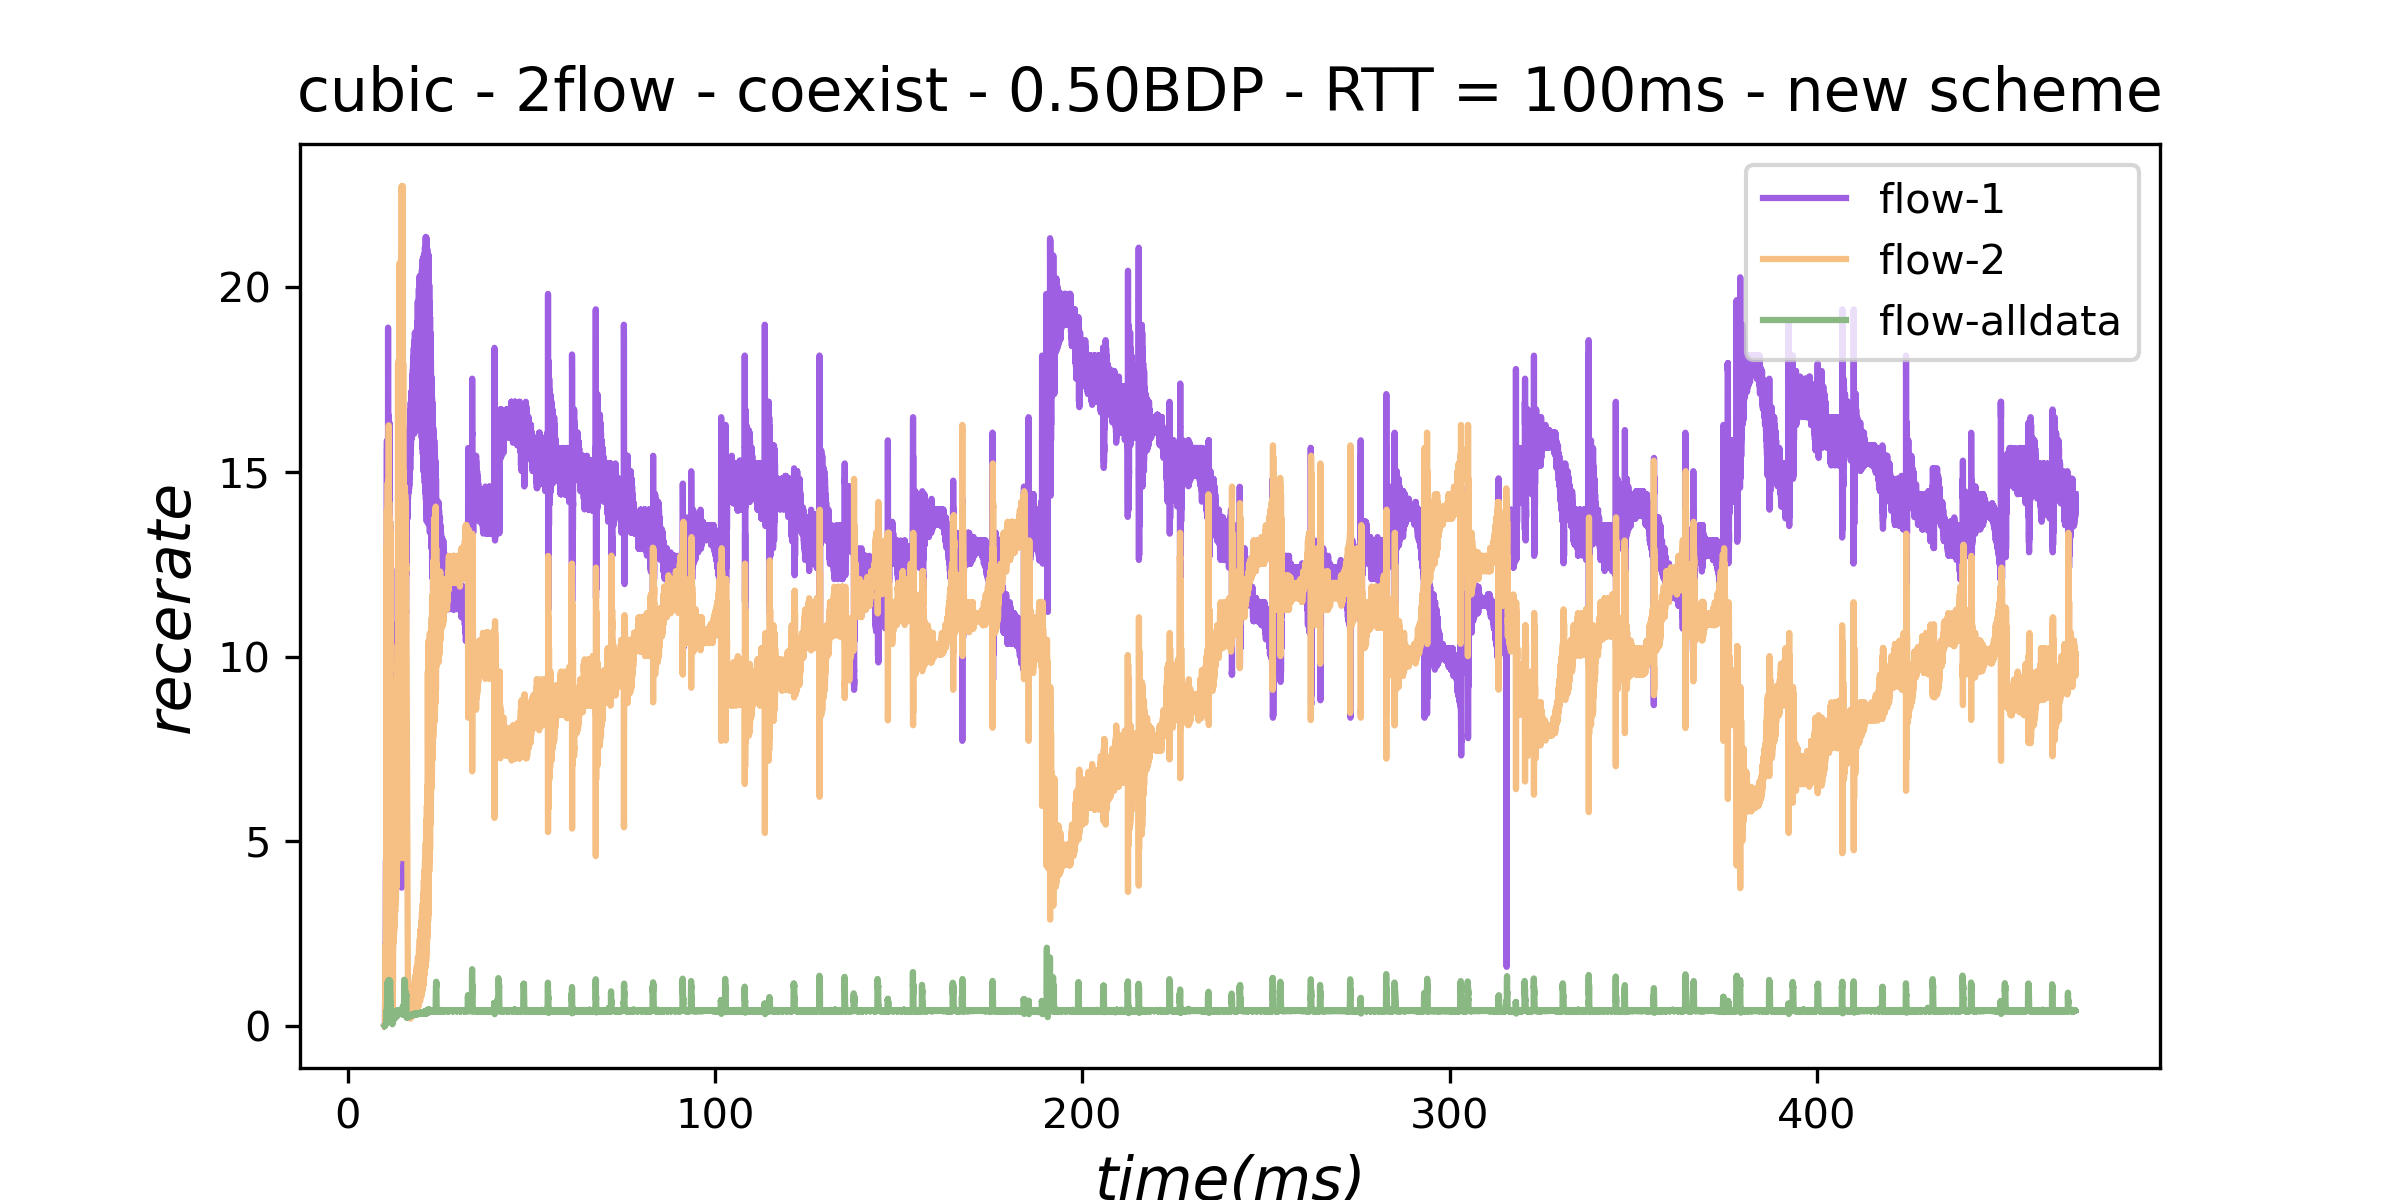 cubic - 2flow - coexist - 0.50BDP - RTT = 100ms - new scheme
flow-1
flow-2
flow-alldata
recerate
20
15
10
5
0
0 100 200 300 400
time(ms)